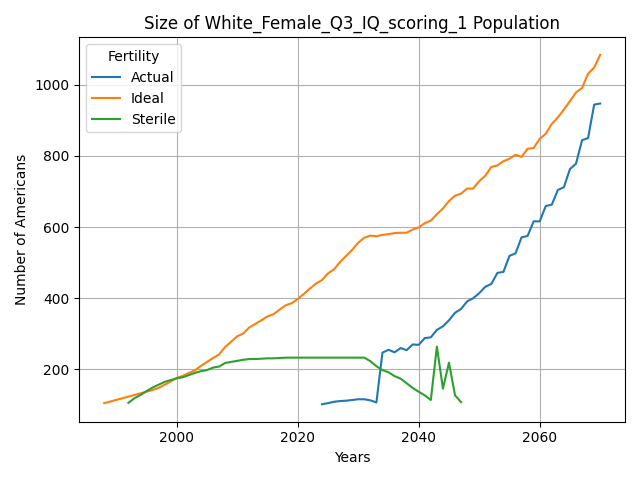 Size of White_Female_Q3_IQ_scoring_1 Population
Fertility
Actual
Ideal
Sterile
Number of Americans
1000
800
600
400
200
2000
2020
2040
2060
Years